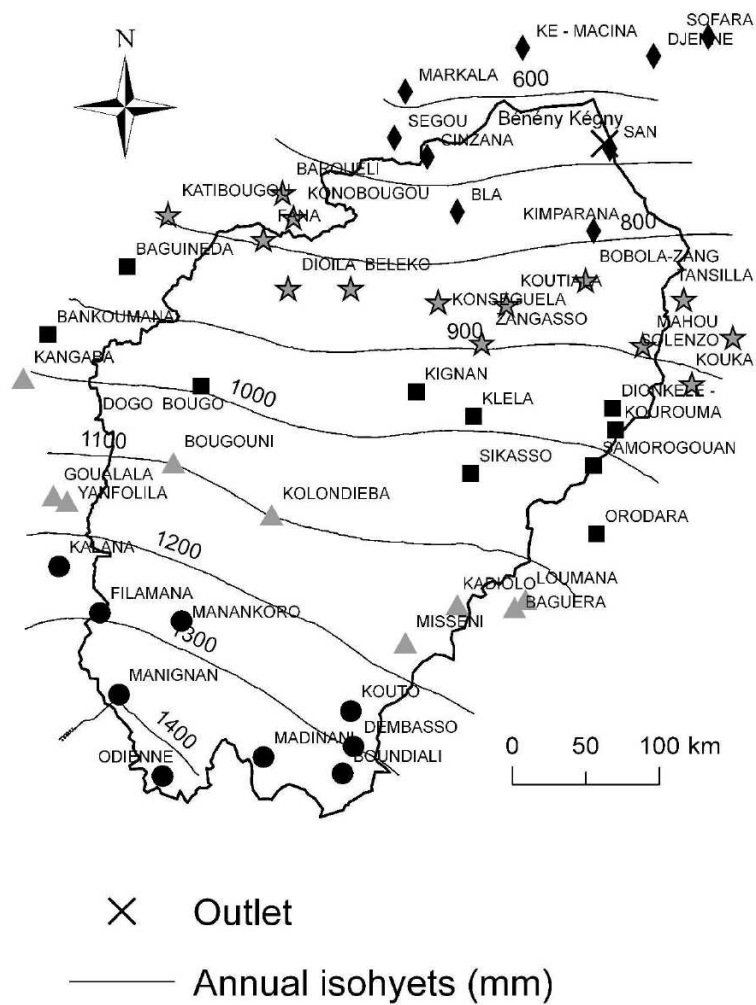 SOFARA
KE - MACINA
DJENNE
N
MARKALA
600
SEGOU
Bénény Kégny
SAN
CINZANA
BAROUELI
KATIBOUGOU
KONOBOUGOU
BLA
FANA
KIMPARANA
800
BAGUINEDA
BOBOLA-ZANG
DIOILA
BELEKO
KOUTIALA
TANSILLA
KONSEGUELA
BANKOUMANA
ZANGASSO
MAHOU
900
SOLENZO
KANGABA
KOUKA
KIGNAN
1000
DIONKELE -
DOGO BOUGO
KLELA
KOUROUMA
1100
BOUGOUNI
SAMOROGOUAN
GOUALALA
SIKASSO
YANFOLILA
KOLONDIEBA
ORODARA
1200
KALANA
LOUMANA
KADIOLO
FILAMANA
BAGUERA
MANANKORO
MISSENI
1300
MANIGNAN
KOUTO
1400
DEMBASSO
MADINANI
ODIENNE
BOUNDIALI
0 50 100 km
Outlet
Annual isohyets (mm)